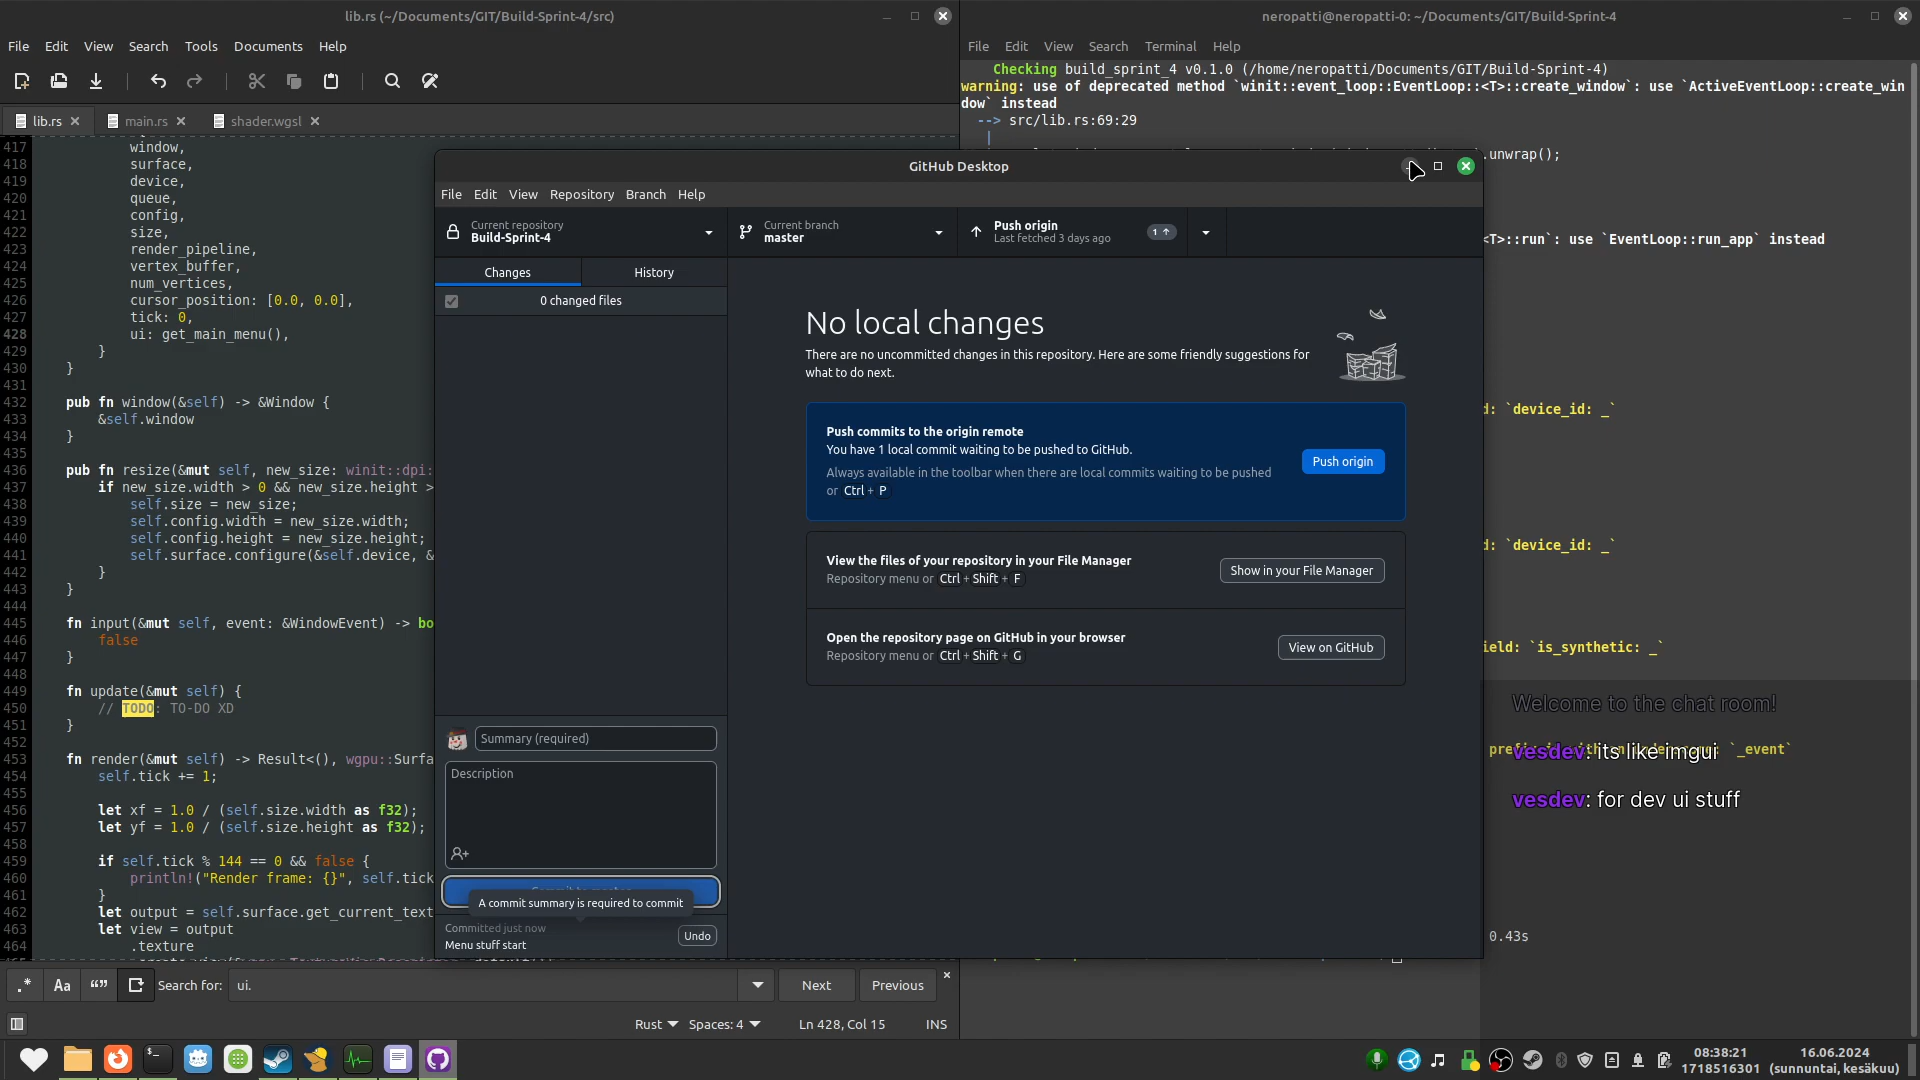 lib.rs (~/Documents/GIT/Build-Sprint-4/src)
File Edit View Search Tools Documents Help
lib.rs
main.rs
shader.wgsl
417 window,
418 surface,
419 device,
420 queue,
421 config,
422 size,
423 render_pipeline,
424 vertex_buffer,
425 num_vertices,
426 cursor_position: [0.0, 0.0],
427 tick: 0,
428 ui: get_main_menu(),
429 }
430 }
431
432 pub fn window(&self) -> &Window {
433 &self.window
434 }
435
436 pub fn resize(&mut self, new_size: winit::dpi:
437 if new_size.width > 0 && new_size.height >
438 self.size = new_size;
439 self.config.width = new_size.width;
440 self.config.height = new_size.height;
441 self.surface.configure(&self.device, &
442 }
443 }
444
445 fn input(&mut self, event: &WindowEvent) -> bo
446 false
447 }
448
449 fn update(&mut self) {
450 // TODO: TO-DO XD
451 }
452
453 fn render(&mut self) -> Result<(), wgpu::Surfa
454 self.tick += 1;
455
456 let xf = 1.0 / (self.size.width as f32);
457 let yf = 1.0 / (self.size.height as f32);
458
459 if self.tick % 144 == 0 && false {
460 println!("Render frame: {}", self.tick
461 }
462 let output = self.surface.get_current_text
463 let view = output
464 .texture
.* Aa “” Search for: ui. Next Previous
Rust Spaces: 4 Ln 428, Col 15 INS
neropatti@neropatti-0: ~/Documents/GIT/Build-Sprint-4
File Edit View Search Terminal Help
Checking build_sprint_4 v0.1.0 (/home/neropatti/Documents/GIT/Build-Sprint-4)
warning: use of deprecated method `winit::event_loop::EventLoop::<T>::create_window`: use `ActiveEventLoop::create_win
dow` instead
--> src/lib.rs:69:29
|
.unwrap();
<T>::run`: use `EventLoop::run_app` instead
d: `device_id: _`
d: `device_id: _`
ield: `is_synthetic: _`
`_event`
0.43s
Welcome to the chat room!
vesdev: its like imgui
vesdev: for dev ui stuff
GitHub Desktop
File Edit View Repository Branch Help
Current repository
Build-Sprint-4
Current branch
master
Push origin
Last fetched 3 days ago
1
Changes History
0 changed files
No local changes
There are no uncommitted changes in this repository. Here are some friendly suggestions for
what to do next.
Push commits to the origin remote
You have 1 local commit waiting to be pushed to GitHub.
Always available in the toolbar when there are local commits waiting to be pushed
or Ctrl + P
Push origin
View the files of your repository in your File Manager
Repository menu or Ctrl + Shift + F
Show in your File Manager
Open the repository page on GitHub in your browser
Repository menu or Ctrl + Shift + G
View on GitHub
Summary (required)
Description
A commit summary is required to commit
Committed just now
Menu stuff start
Undo
08:38:21
1718516301
16.06.2024
(sunnuntai, kesäkuu)